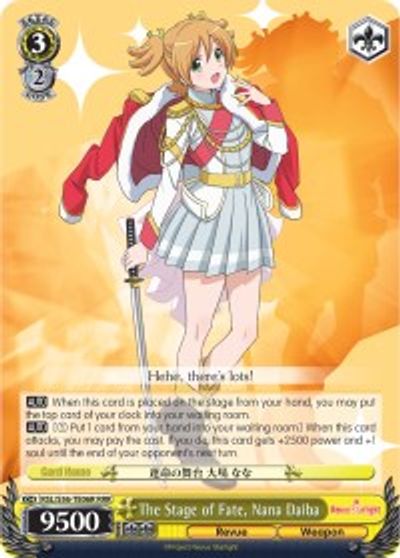 3
2
Hehe, there's lots!
AUTO When this card is placed on the stage from your hand, you may put
the top card of your clock into your waiting room.
AUTO [(2) Put 1 card from your hand into your waiting room] When this card
attacks, you may pay the cost. If you do, this card gets +2500 power and +1
soul until the end of your opponent's next turn.
Card Name 運命の舞台 大場 なな
The Stage of Fate, Nana Daiba
9500
Revue Weapon